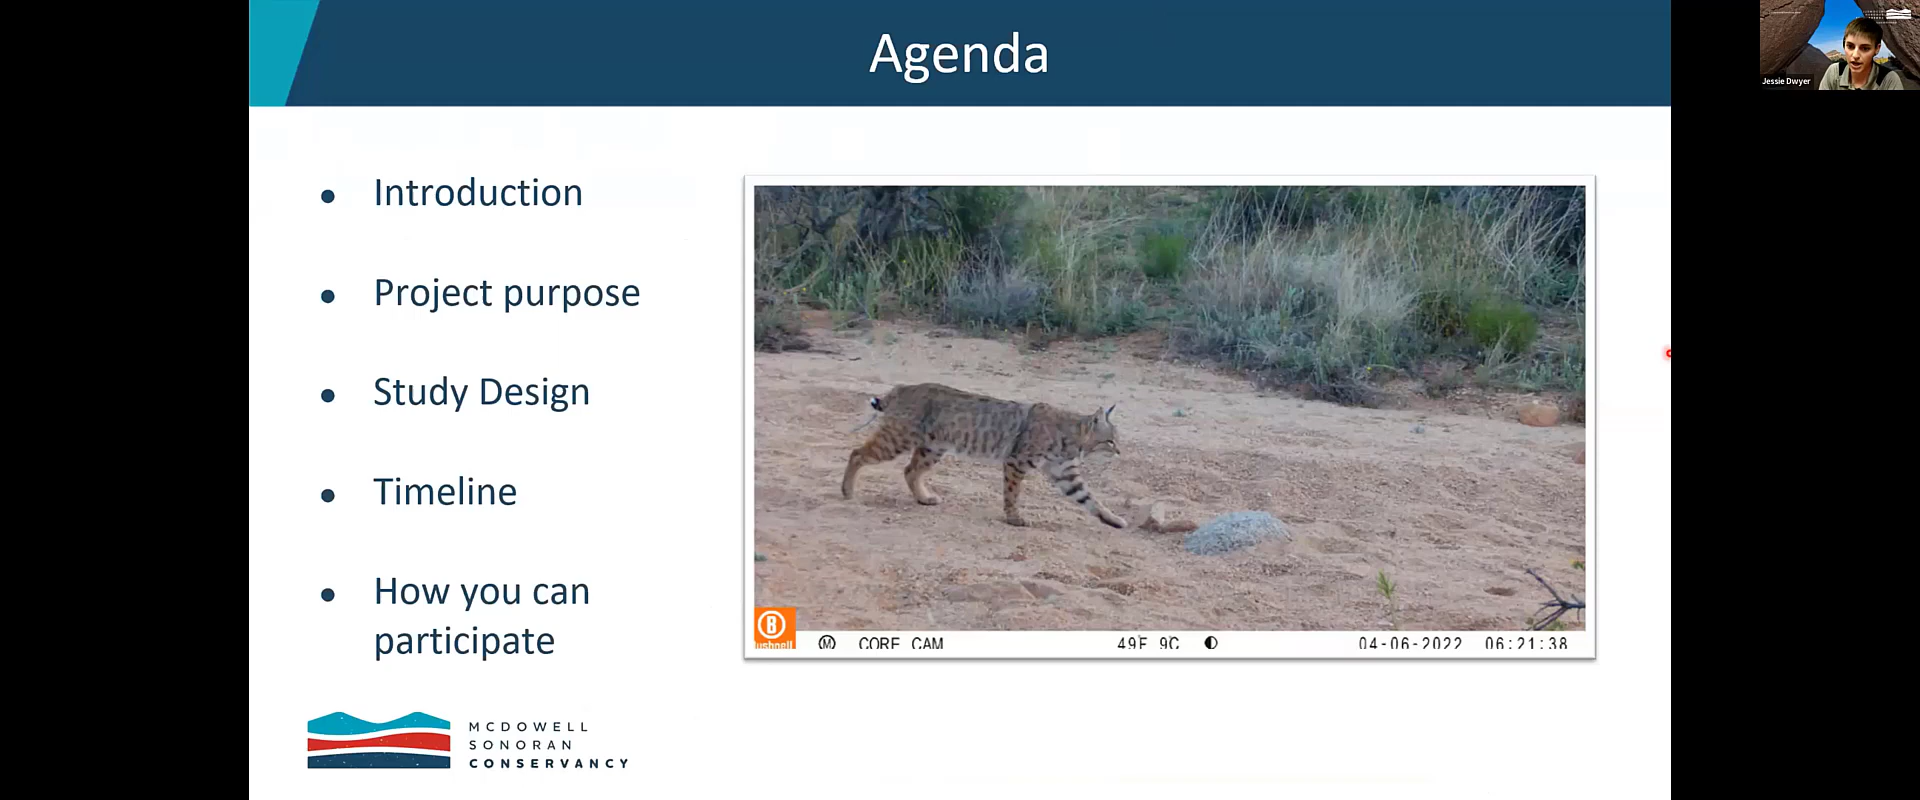 Agenda
Jessie Dwyer
Introduction
Project purpose
Study Design
Timeline
How you can
participate
B
Bushnell
M CORE CAM 49F 9C 04-06-2022 06:21:38
MCDOWELL
SONORAN
CONSERVANCY